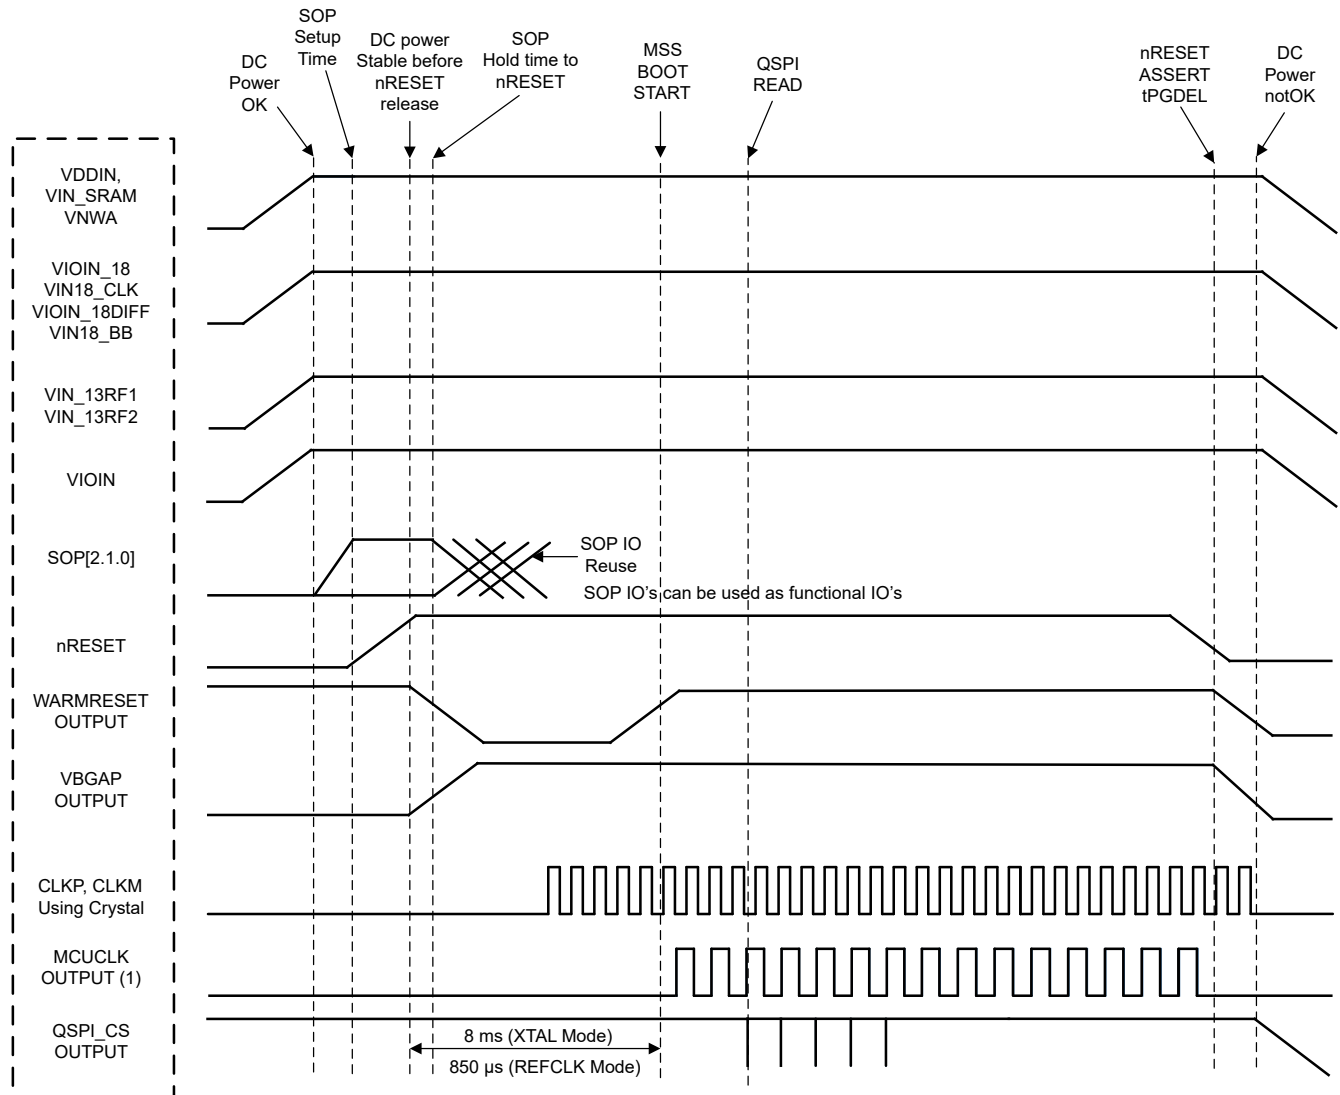 SOP
Setup
Time
DC
Power
OK
DC power
Stable before
nRESET
release
SOP
Hold time to
nRESET
MSS
BOOT
START
QSPI
READ
nRESET
ASSERT
tPGDEL
DC
Power
notOK
VDDIN,
VIN_SRAM
VNWA
VIOIN_18
VIN18_CLK
VIOIN_18DIFF
VIN18_BB
VIN_13RF1
VIN_13RF2
VIOIN
SOP[2.1.0]
SOP IO
Reuse
SOP IO's can be used as functional IO's
nRESET
WARMRESET
OUTPUT
VBGAP
OUTPUT
CLKP, CLKM
Using Crystal
MCUCLK
OUTPUT (1)
QSPI_CS
OUTPUT
8 ms (XTAL Mode)
850 µs (REFCLK Mode)